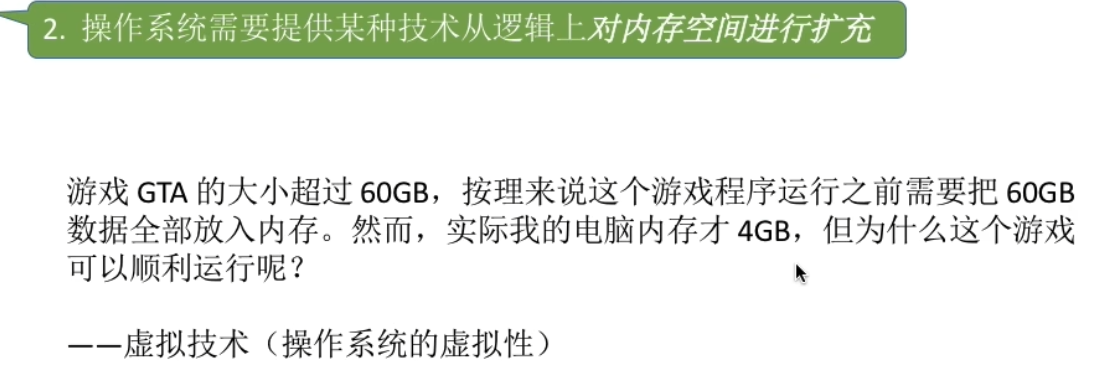 2. 操作系统需要提供某种技术从逻辑上对内存空间进行扩充
游戏 GTA 的大小超过 60GB，按理来说这个游戏程序运行之前需要把 60GB
数据全部放入内存。然而，实际我的电脑内存才 4GB，但为什么这个游戏
可以顺利运行呢？
——虚拟技术（操作系统的虚拟性）